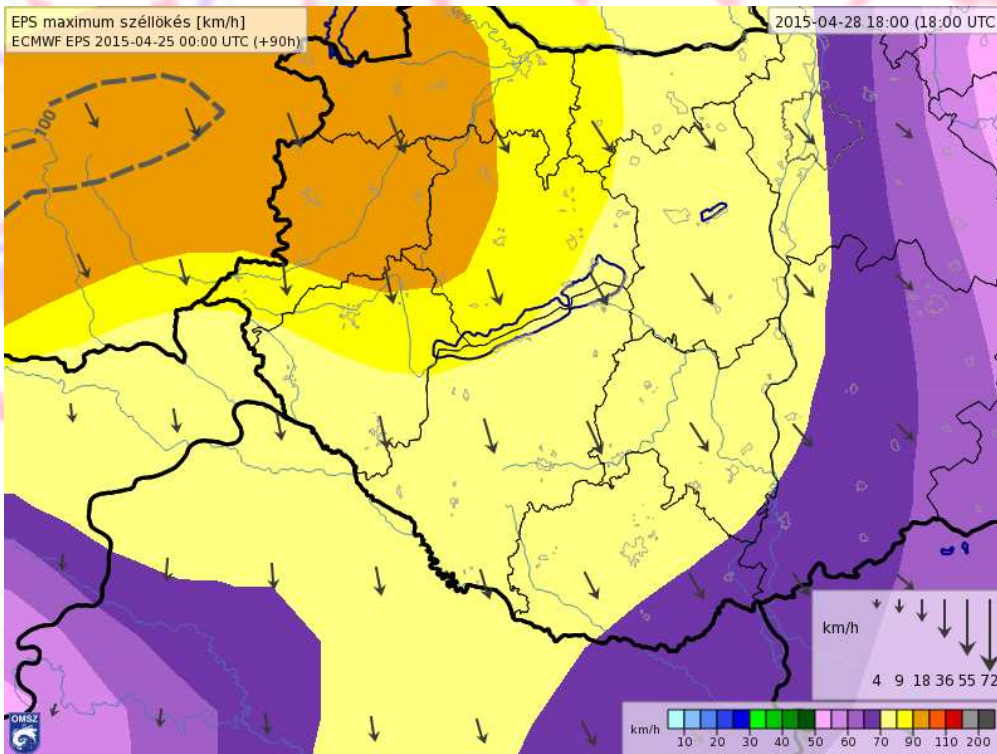 EPS maximum széllökés [km/h]
ECMWF EPS 2015-04-25 00:00 UTC (+90h)
2015-04-28 18:00 (18:00 UTC
100
km/h
4 9 18 36 55 72
OMSZ
km/h
10 20 30 40 50 60 70 80 90 110 200